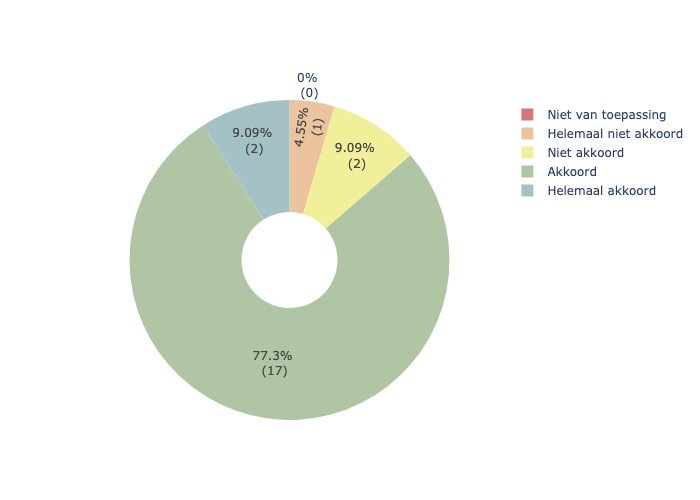 0%
(0)
4.55%
(1)
9.09%
(2)
9.09%
(2)
77.3%
(17)
Niet van toepassing
Helemaal niet akkoord
Niet akkoord
Akkoord
Helemaal akkoord